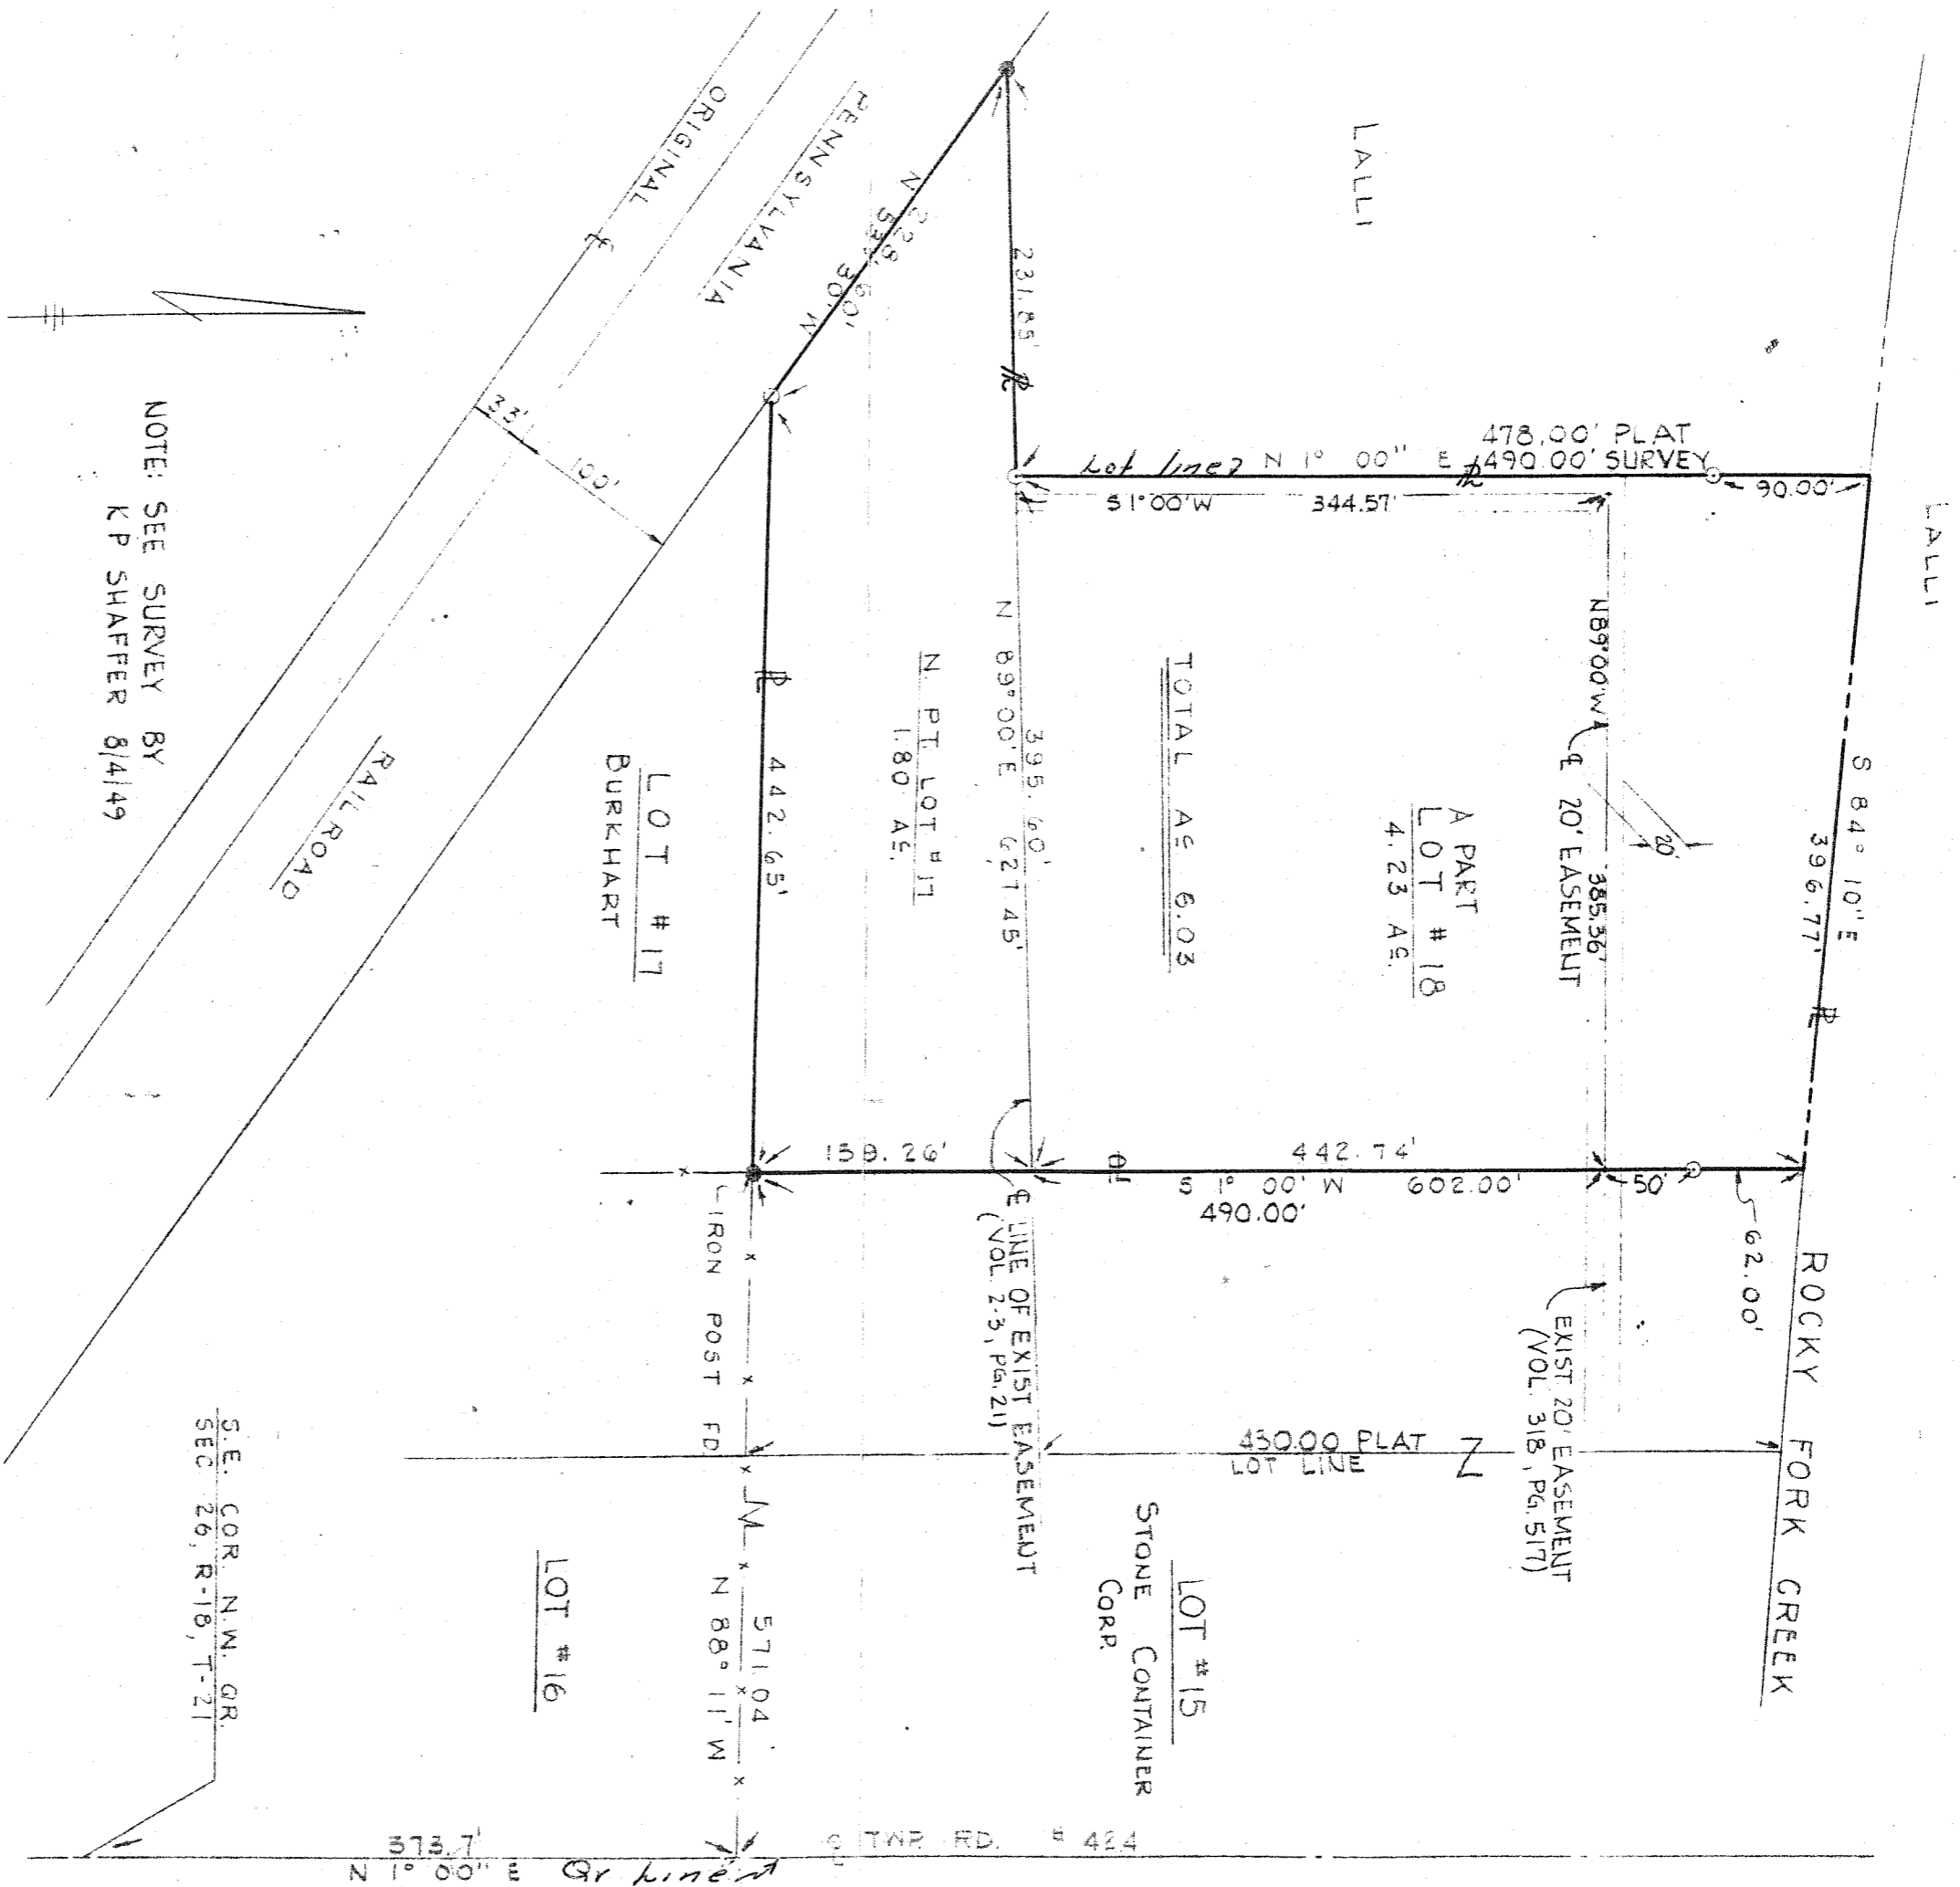 LALLI
LALLI
ORIGINAL
PENNSYLVANIA
RAILROAD
N 53° 30' W
228.60'
231.85'
33'
100'
478.00' PLAT
Lot line? N 1° 00" E 490.00' SURVEY
90.00'
S 1° 00' W 344.57'
N 89° 00' W
385.36'
℄ 20' EASEMENT
20'
S 84° 10" E
396.77'
395.60'
N 89° 00' E 627.45'
TOTAL AC 6.03
A PART
LOT # 18
4.23 AC.
N. PT. LOT # 17
1.80 AC.
442.65'
LOT # 17
BURKHART
NOTE: SEE SURVEY BY
K P SHAFFER 8/4/49
442.74'
S 1° 00' W 602.00'
490.00'
50'
62.00'
ROCKY FORK CREEK
℄ LINE OF EXIST EASEMENT
(VOL. 2-3, PG. 21)
EXIST. 20' EASEMENT
(VOL. 318, PG. 517)
IRON POST FD
450.00 PLAT
LOT LINE
Z
LOT # 15
STONE CONTAINER
CORP.
LOT #16
571.04
N 88° 11' W
S.E. COR. N.W. QR.
SEC 26, R-18, T-21
373.7'
N 1° 00" E Qr Line
℄ TWP. RD. # 424